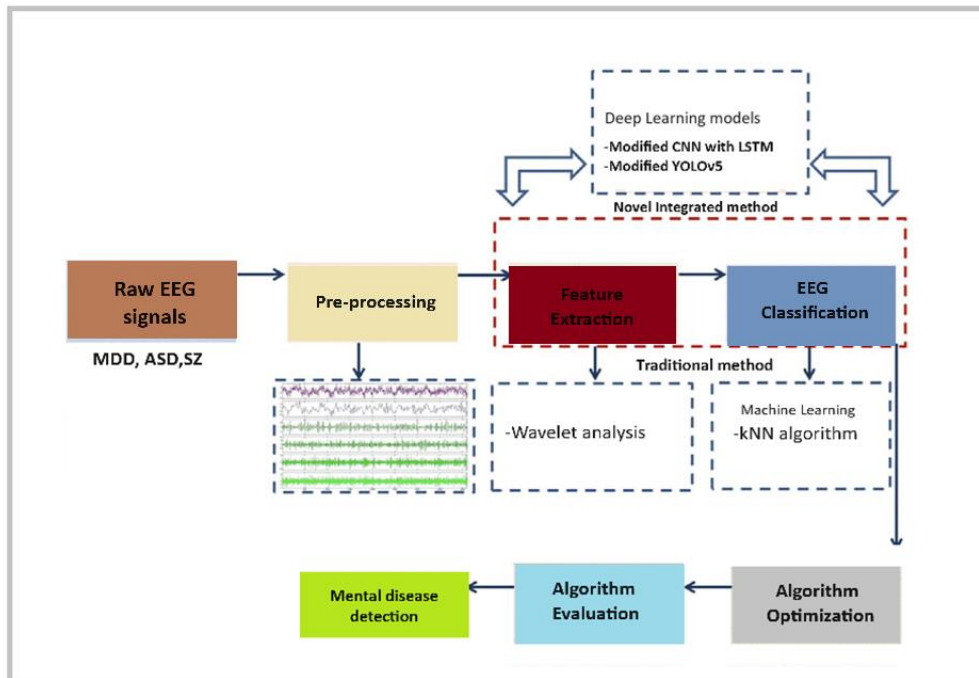 Deep Learning models
-Modified CNN with LSTM
-Modified YOLOv5
Novel Integrated method
Raw EEG
signals
Pre-processing
Feature
Extraction
EEG
Classification
MDD, ASD,SZ
Traditional method
-Wavelet analysis
Machine Learning
-kNN algorithm
Mental disease
detection
Algorithm
Evaluation
Algorithm
Optimization